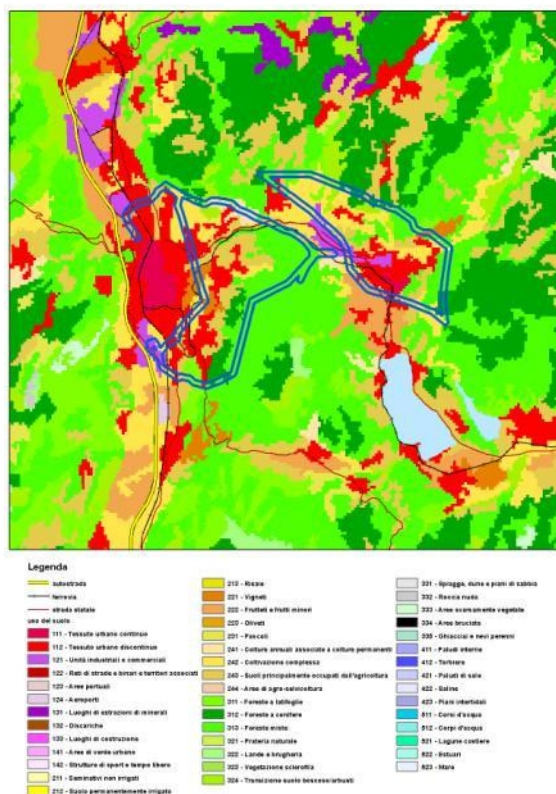 Legenda
autostrada
ferrovia
strada statale
uso del suolo
111 - Tessuto urbano continuo
112 - Tessuto urbano discontinuo
121 - Unità industriali e commerciali
122 - Reti di strade e binari e territori associati
123 - Aree portuali
124 - Aeroporti
131 - Luoghi di estrazioni di minerali
132 - Discariche
133 - Luoghi di costruzione
141 - Aree di verde urbano
142 - Strutture di sport e tempo libero
211 - Seminativi non irrigati
212 - Suolo permanentemente irrigato
213 - Risaie
221 - Vigneti
222 - Frutteti e frutti minori
223 - Oliveti
231 - Pascoli
241 - Colture annuali associate a colture permanenti
242 - Coltivazione complessa
243 - Suoli principalmente occupati dall'agricoltura
244 - Aree di agro-selvicoltura
311 - Foreste a latifoglie
312 - Foreste a conifere
313 - Foreste miste
321 - Prateria naturale
322 - Lande e brugheria
323 - Vegetazione sclerofila
324 - Transizione suolo boscoso/arbusti
331 - Spiagge, dune e piani di sabbia
332 - Roccia nuda
333 - Aree scarsamente vegetate
334 - Aree bruciate
335 - Ghiacciai e nevi perenni
411 - Paludi interne
412 - Torbiere
421 - Paludi di sale
422 - Saline
423 - Piani intertidali
511 - Corsi d'acqua
512 - Corpi d'acqua
521 - Lagune costiere
522 - Estuari
523 - Mare